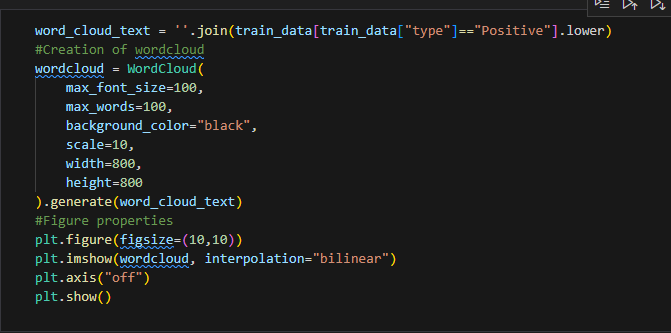 word_cloud_text = ''.join(train_data[train_data["type"]=="Positive"].lower)
#Creation of wordcloud
wordcloud = WordCloud(
    max_font_size=100,
    max_words=100,
    background_color="black",
    scale=10,
    width=800,
    height=800
).generate(word_cloud_text)
#Figure properties
plt.figure(figsize=(10,10))
plt.imshow(wordcloud, interpolation="bilinear")
plt.axis("off")
plt.show()